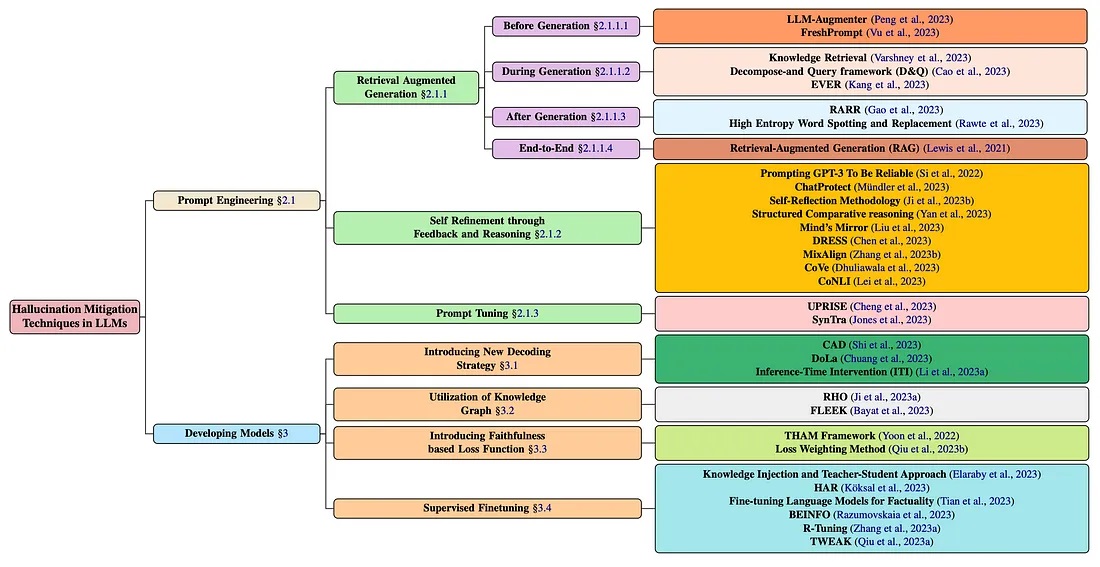 Hallucination Mitigation
Techniques in LLMs
Prompt Engineering §2.1
Retrieval Augmented
Generation §2.1.1
Before Generation §2.1.1.1
LLM-Augmenter (Peng et al., 2023)
FreshPrompt (Vu et al., 2023)
During Generation §2.1.1.2
Knowledge Retrieval (Varshney et al., 2023)
Decompose-and Query framework (D&Q) (Cao et al., 2023)
EVER (Kang et al., 2023)
After Generation §2.1.1.3
RARR (Gao et al., 2023)
High Entropy Word Spotting and Replacement (Rawte et al., 2023)
End-to-End §2.1.1.4
Retrieval-Augmented Generation (RAG) (Lewis et al., 2021)
Self Refinement through
Feedback and Reasoning §2.1.2
Prompting GPT-3 To Be Reliable (Si et al., 2022)
ChatProtect (Mündler et al., 2023)
Self-Reflection Methodology (Ji et al., 2023b)
Structured Comparative reasoning (Yan et al., 2023)
Mind's Mirror (Liu et al., 2023)
DRESS (Chen et al., 2023)
MixAlign (Zhang et al., 2023b)
CoVe (Dhuliawala et al., 2023)
CoNLI (Lei et al., 2023)
Prompt Tuning §2.1.3
UPRISE (Cheng et al., 2023)
SynTra (Jones et al., 2023)
Developing Models §3
Introducing New Decoding
Strategy §3.1
CAD (Shi et al., 2023)
DoLa (Chuang et al., 2023)
Inference-Time Intervention (ITI) (Li et al., 2023a)
Utilization of Knowledge
Graph §3.2
RHO (Ji et al., 2023a)
FLEEK (Bayat et al., 2023)
Introducing Faithfulness
based Loss Function §3.3
THAM Framework (Yoon et al., 2022)
Loss Weighting Method (Qiu et al., 2023b)
Supervised Finetuning §3.4
Knowledge Injection and Teacher-Student Approach (Elaraby et al., 2023)
HAR (Köksal et al., 2023)
Fine-tuning Language Models for Factuality (Tian et al., 2023)
BEINFO (Razumovskaia et al., 2023)
R-Tuning (Zhang et al., 2023a)
TWEAK (Qiu et al., 2023a)